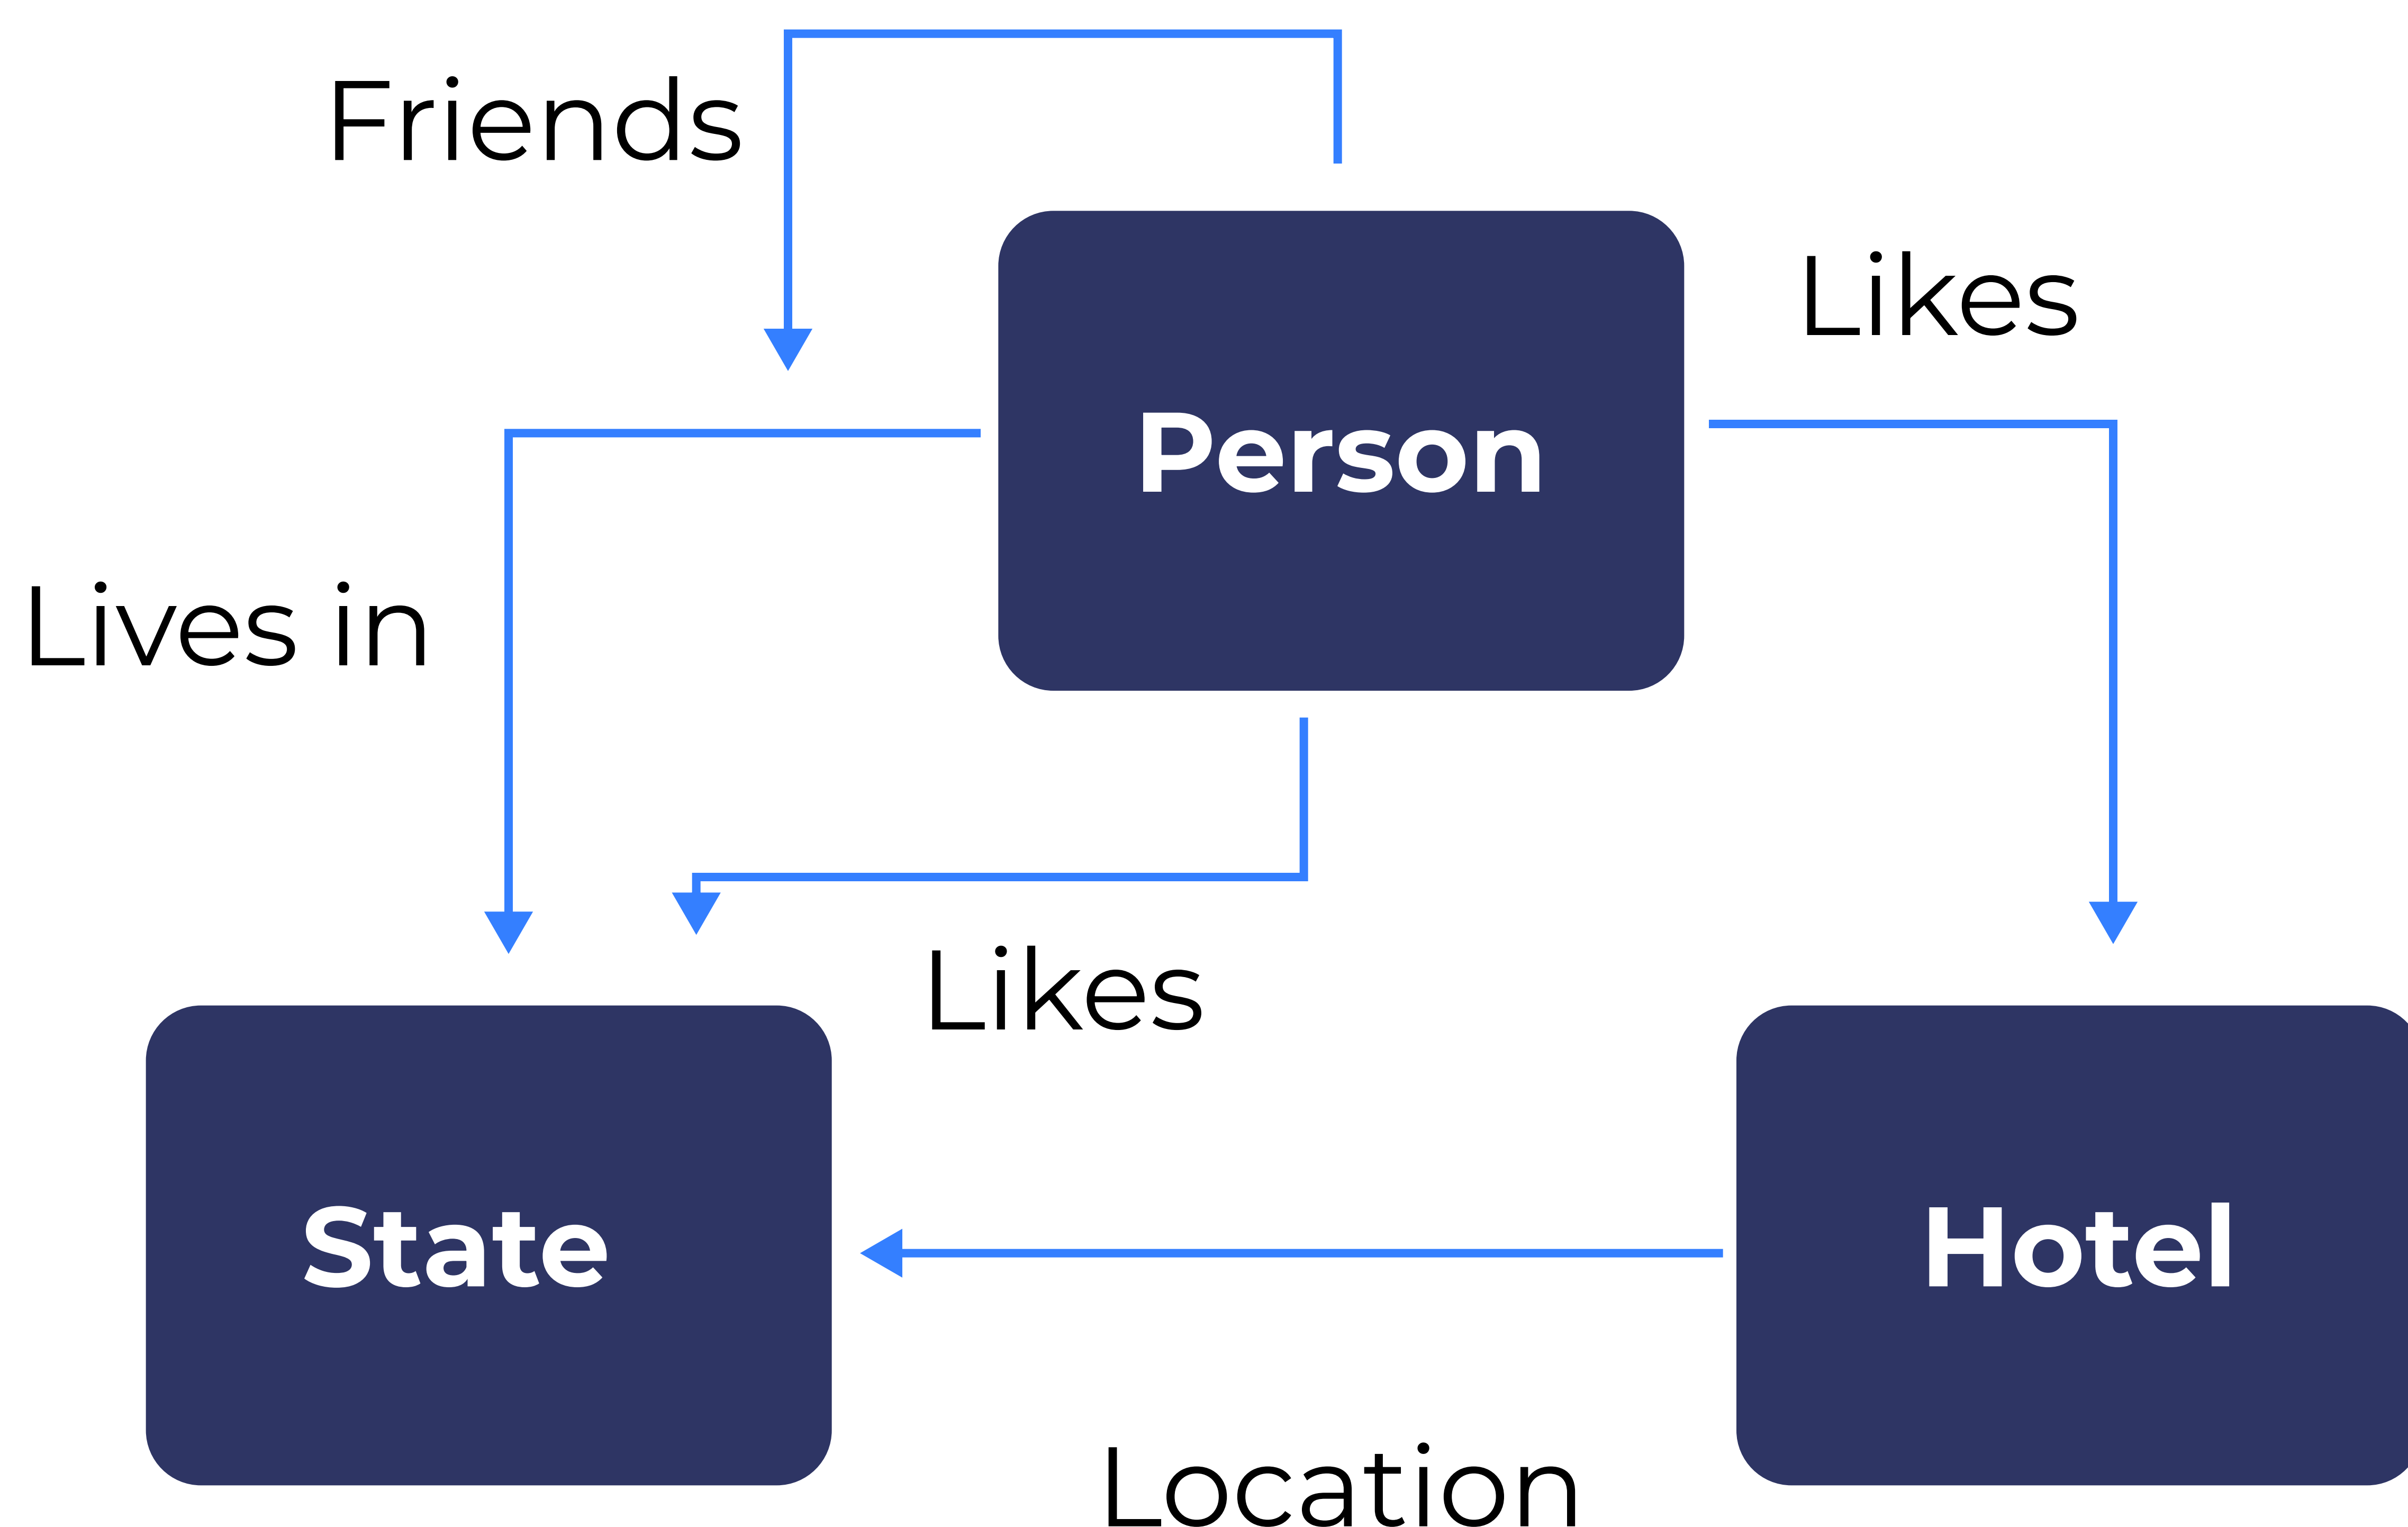 Friends
Likes
Person
Lives in
Likes
State
Hotel
Location